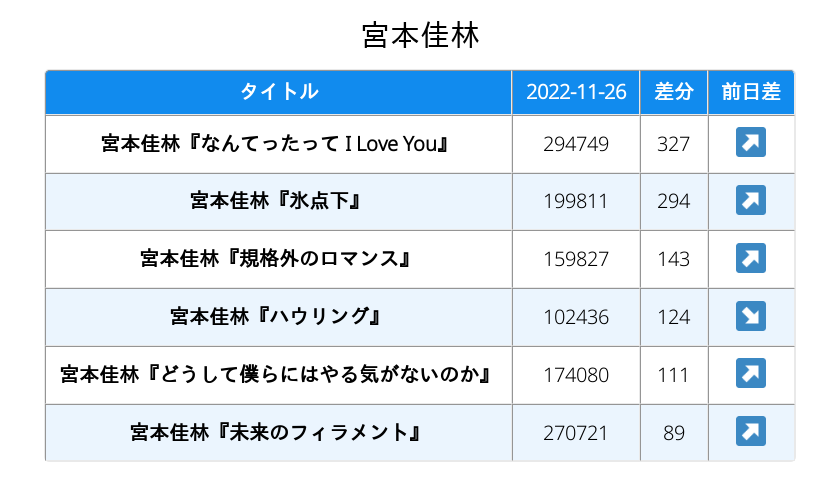 宮本佳林
タイトル 2022-11-26 差分 前日差
宮本佳林『なんてったって I Love You』 294749 327
宮本佳林『氷点下』 199811 294
宮本佳林『規格外のロマンス』 159827 143
宮本佳林『ハウリング』 102436 124
宮本佳林『どうして僕らにはやる気がないのか』 174080 111
宮本佳林『未来のフィラメント』 270721 89